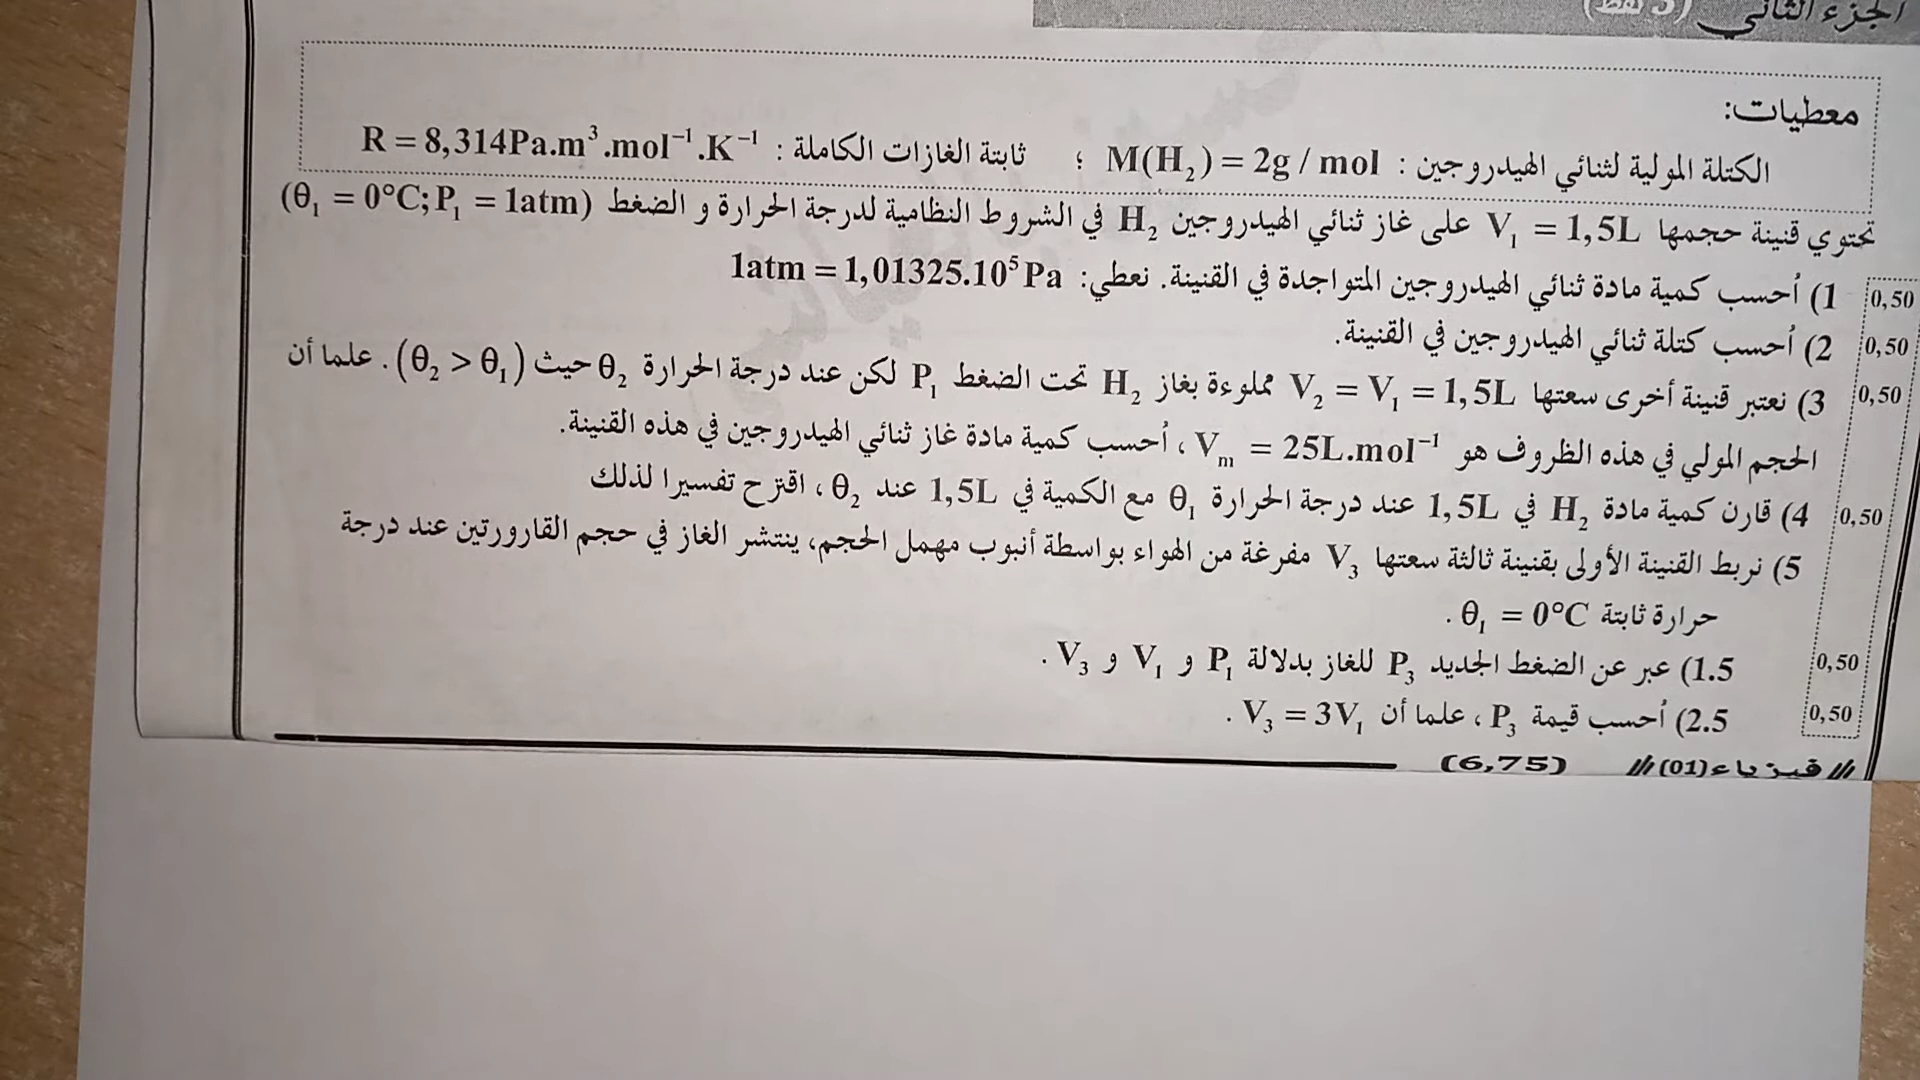 الجزء الثاني (3 نقط)
معطيات:
الكتلة المولية لثنائي الهيدروجين : M(H₂) = 2g / mol ؛ ثابتة الغازات الكاملة : R = 8,314Pa.m³.mol⁻¹.K⁻¹
تحتوي قنينة حجمها V₁ = 1,5L على غاز ثنائي الهيدروجين H₂ في الشروط النظامية لدرجة الحرارة و الضغط (θ₁ = 0°C; P₁ = 1atm)
0,50 1) أحسب كمية مادة ثنائي الهيدروجين المتواجدة في القنينة. نعطي: 1atm = 1,01325.10⁵ Pa
0,50 2) أحسب كتلة ثنائي الهيدروجين في القنينة.
0,50 3) نعتبر قنينة أخرى سعتها V₂ = V₁ = 1,5L مملوءة بغاز H₂ تحت الضغط P₁ لكن عند درجة الحرارة θ₂ حيث (θ₂ > θ₁) . علما أن
الحجم المولي في هذه الظروف هو Vₘ = 25L.mol⁻¹ ، أحسب كمية مادة غاز ثنائي الهيدروجين في هذه القنينة.
0,50 4) قارن كمية مادة H₂ في 1,5L عند درجة الحرارة θ₁ مع الكمية في 1,5L عند θ₂ ، اقترح تفسيرا لذلك
5) نربط القنينة الأولى بقنينة ثالثة سعتها V₃ مفرغة من الهواء بواسطة أنبوب مهمل الحجم، ينتشر الغاز في حجم القارورتين عند درجة
حرارة ثابتة θ₁ = 0°C .
0,50 1.5) عبر عن الضغط الجديد P₃ للغاز بدلالة P₁ و V₁ و V₃ .
0,50 2.5) أحسب قيمة P₃ ، علما أن V₃ = 3V₁ .
/// فيزياء(01) /// (6,75)